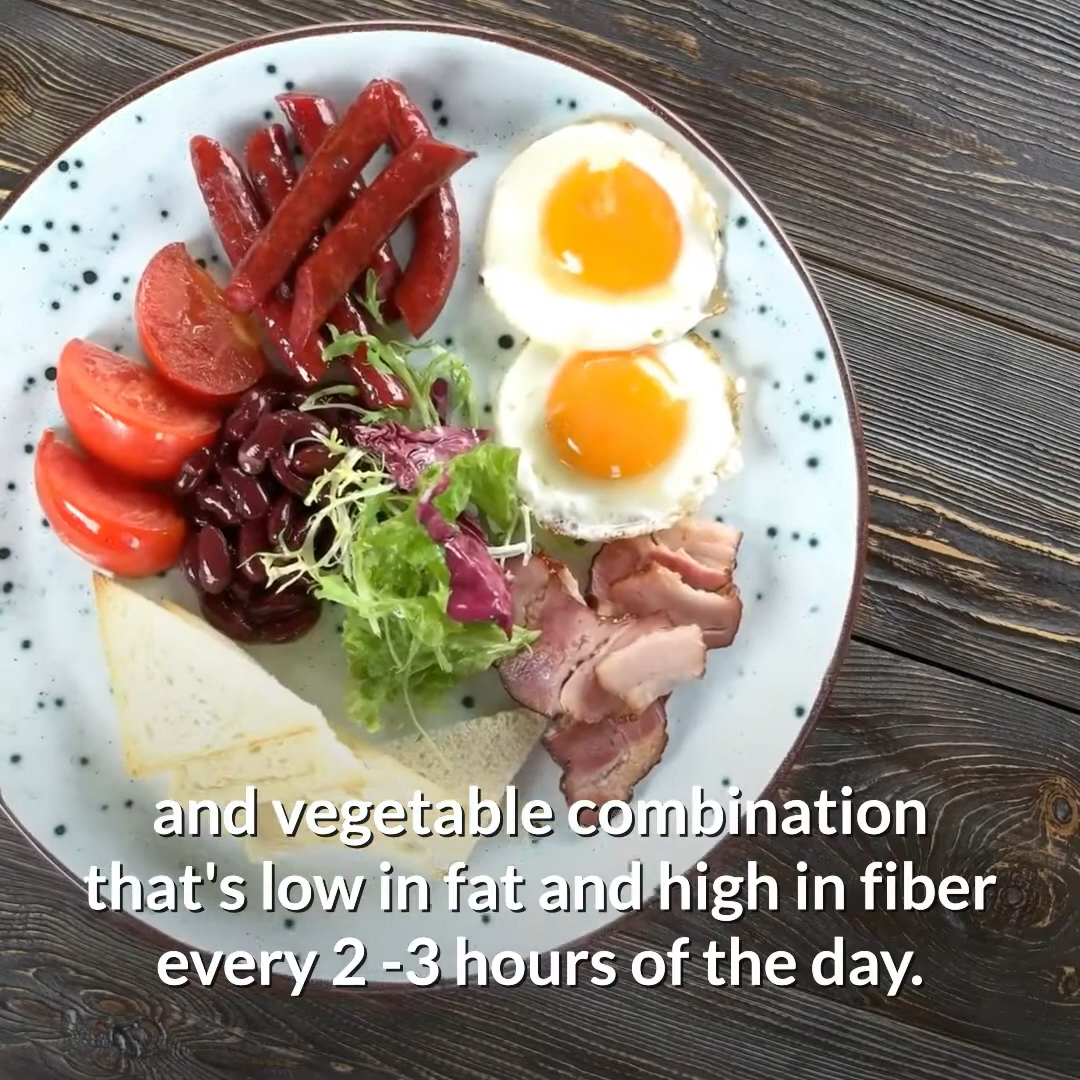 and vegetable combination
that's low in fat and high in fiber
every 2 -3 hours of the day.